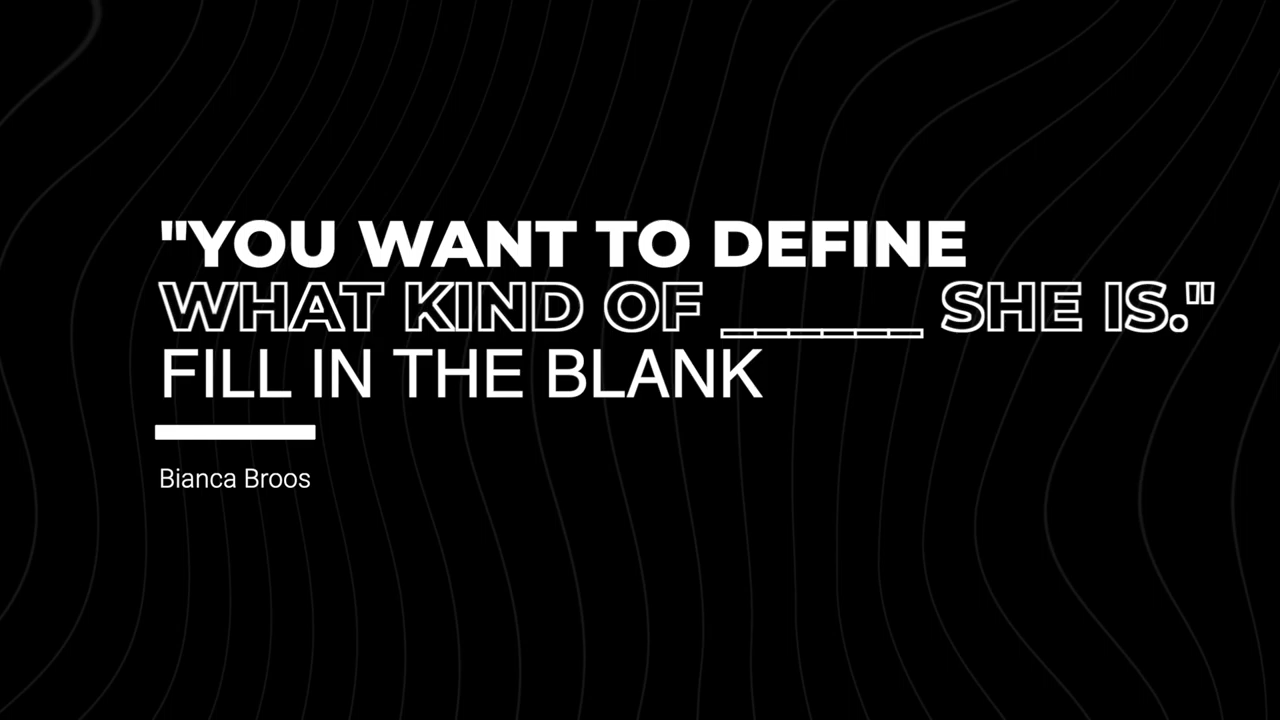 "YOU WANT TO DEFINE
WHAT KIND OF ______ SHE IS."
FILL IN THE BLANK
Bianca Broos